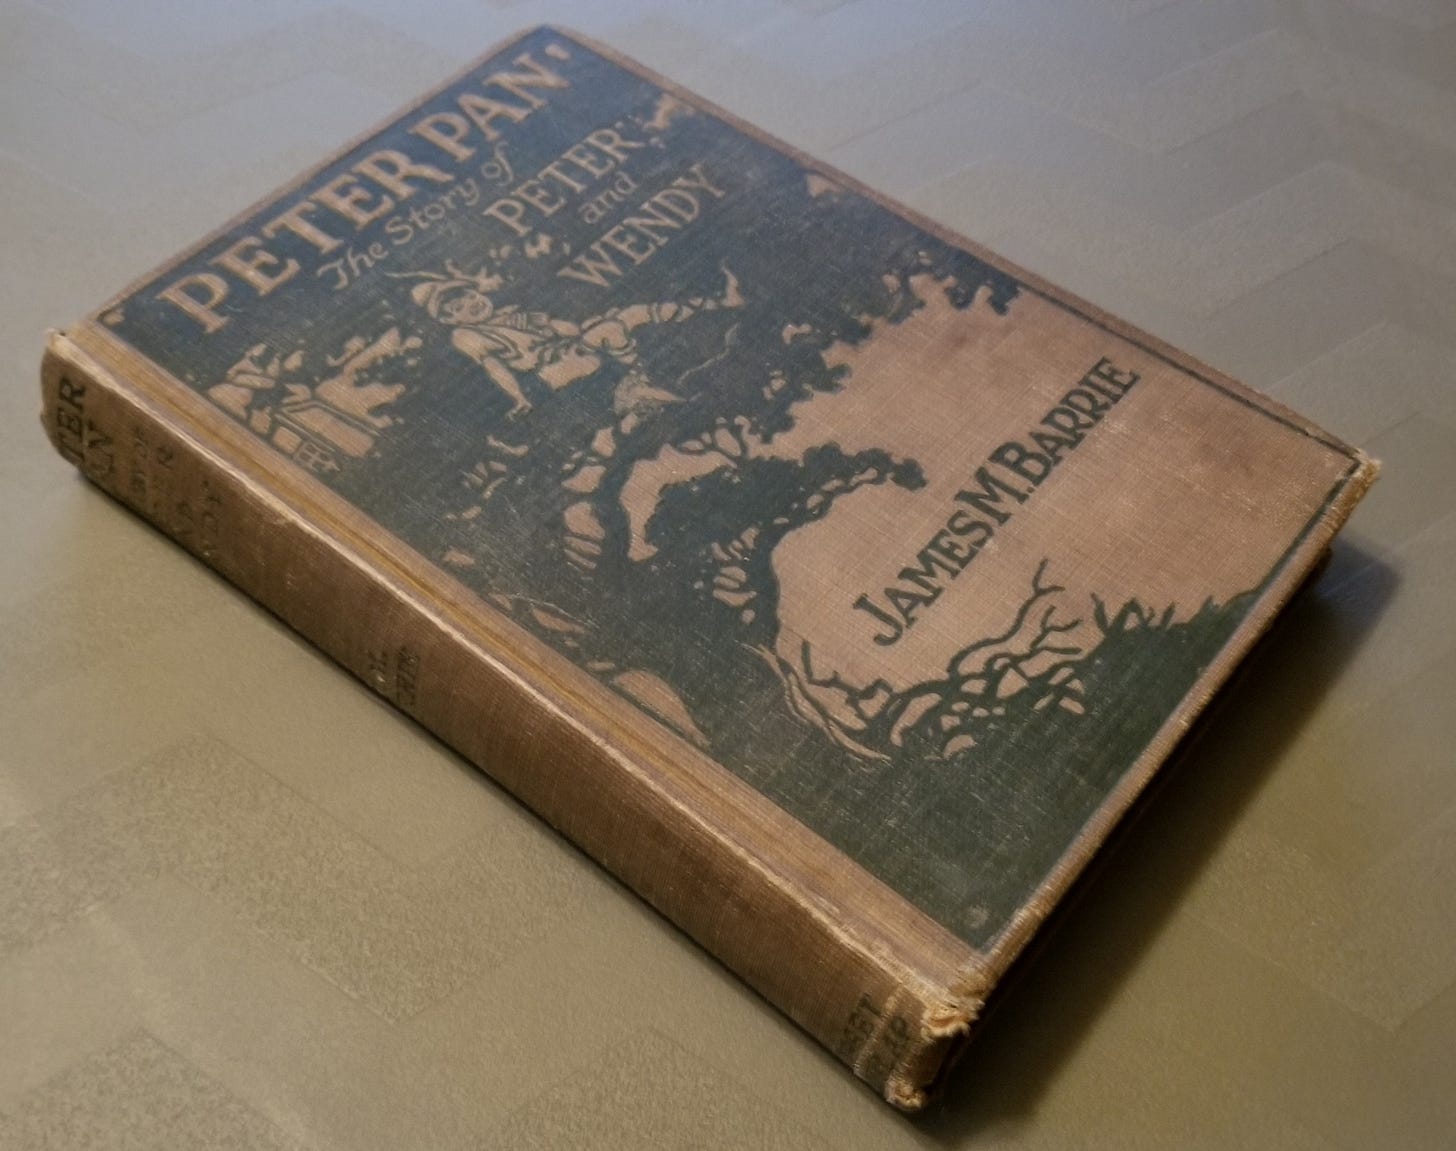 PETER PAN'
The Story of
PETER,
and
WENDY
JAMES M. BARRIE